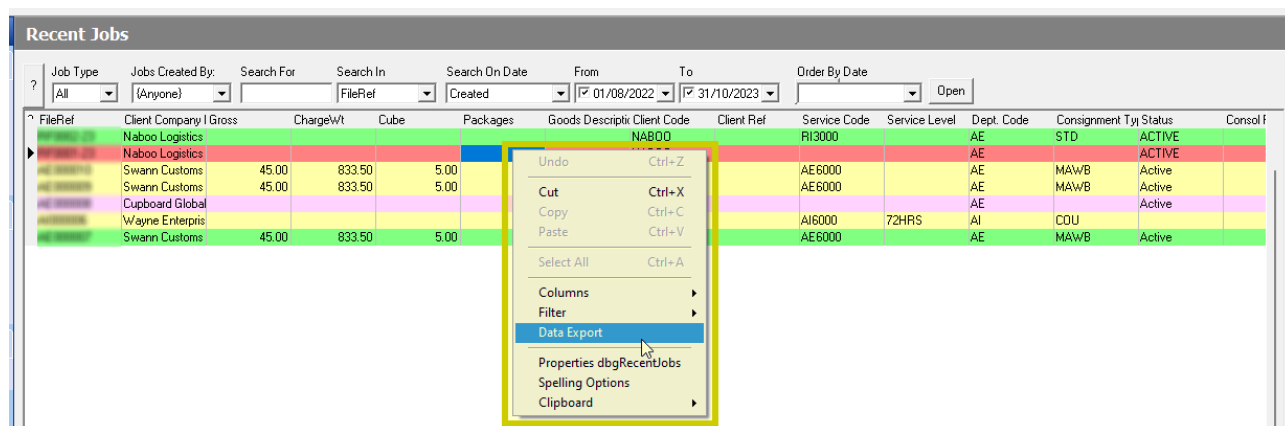 Recent Jobs
Job Type Jobs Created By: Search For Search In Search On Date From To Order By Date
? All {Anyone} FileRef Created 01/08/2022 31/10/2023 Open
FileRef Client Company Gross ChargeWt Cube Packages Goods Descriptic Client Code Client Ref Service Code Service Level Dept. Code Consignment Ty Status Consol F
Naboo Logistics NABOO RI3000 AE STD ACTIVE
Naboo Logistics AE ACTIVE
Swann Customs 45.00 833.50 5.00 AE6000 AE MAWB Active
Swann Customs 45.00 833.50 5.00 AE6000 AE MAWB Active
Cupboard Global AE Active
Wayne Enterpris AI6000 72HRS AI COU
Swann Customs 45.00 833.50 5.00 AE6000 AE MAWB Active
Undo Ctrl+Z
Cut Ctrl+X
Copy Ctrl+C
Paste Ctrl+V
Select All Ctrl+A
Columns
Filter
Data Export
Properties dbgRecentJobs
Spelling Options
Clipboard